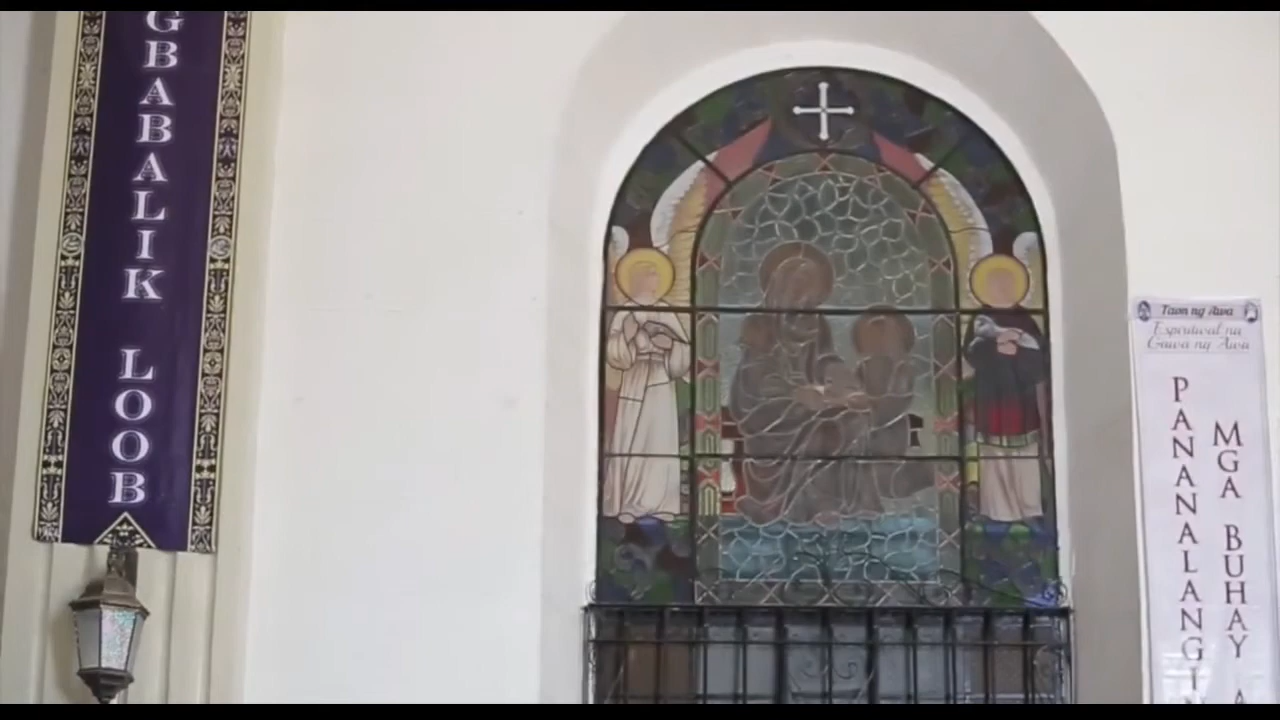 GBABALIK LOOB
Taon ng Awa
Espiritwal na
Gawa ng Awa
PANANALANGI
MGA BUHAY A